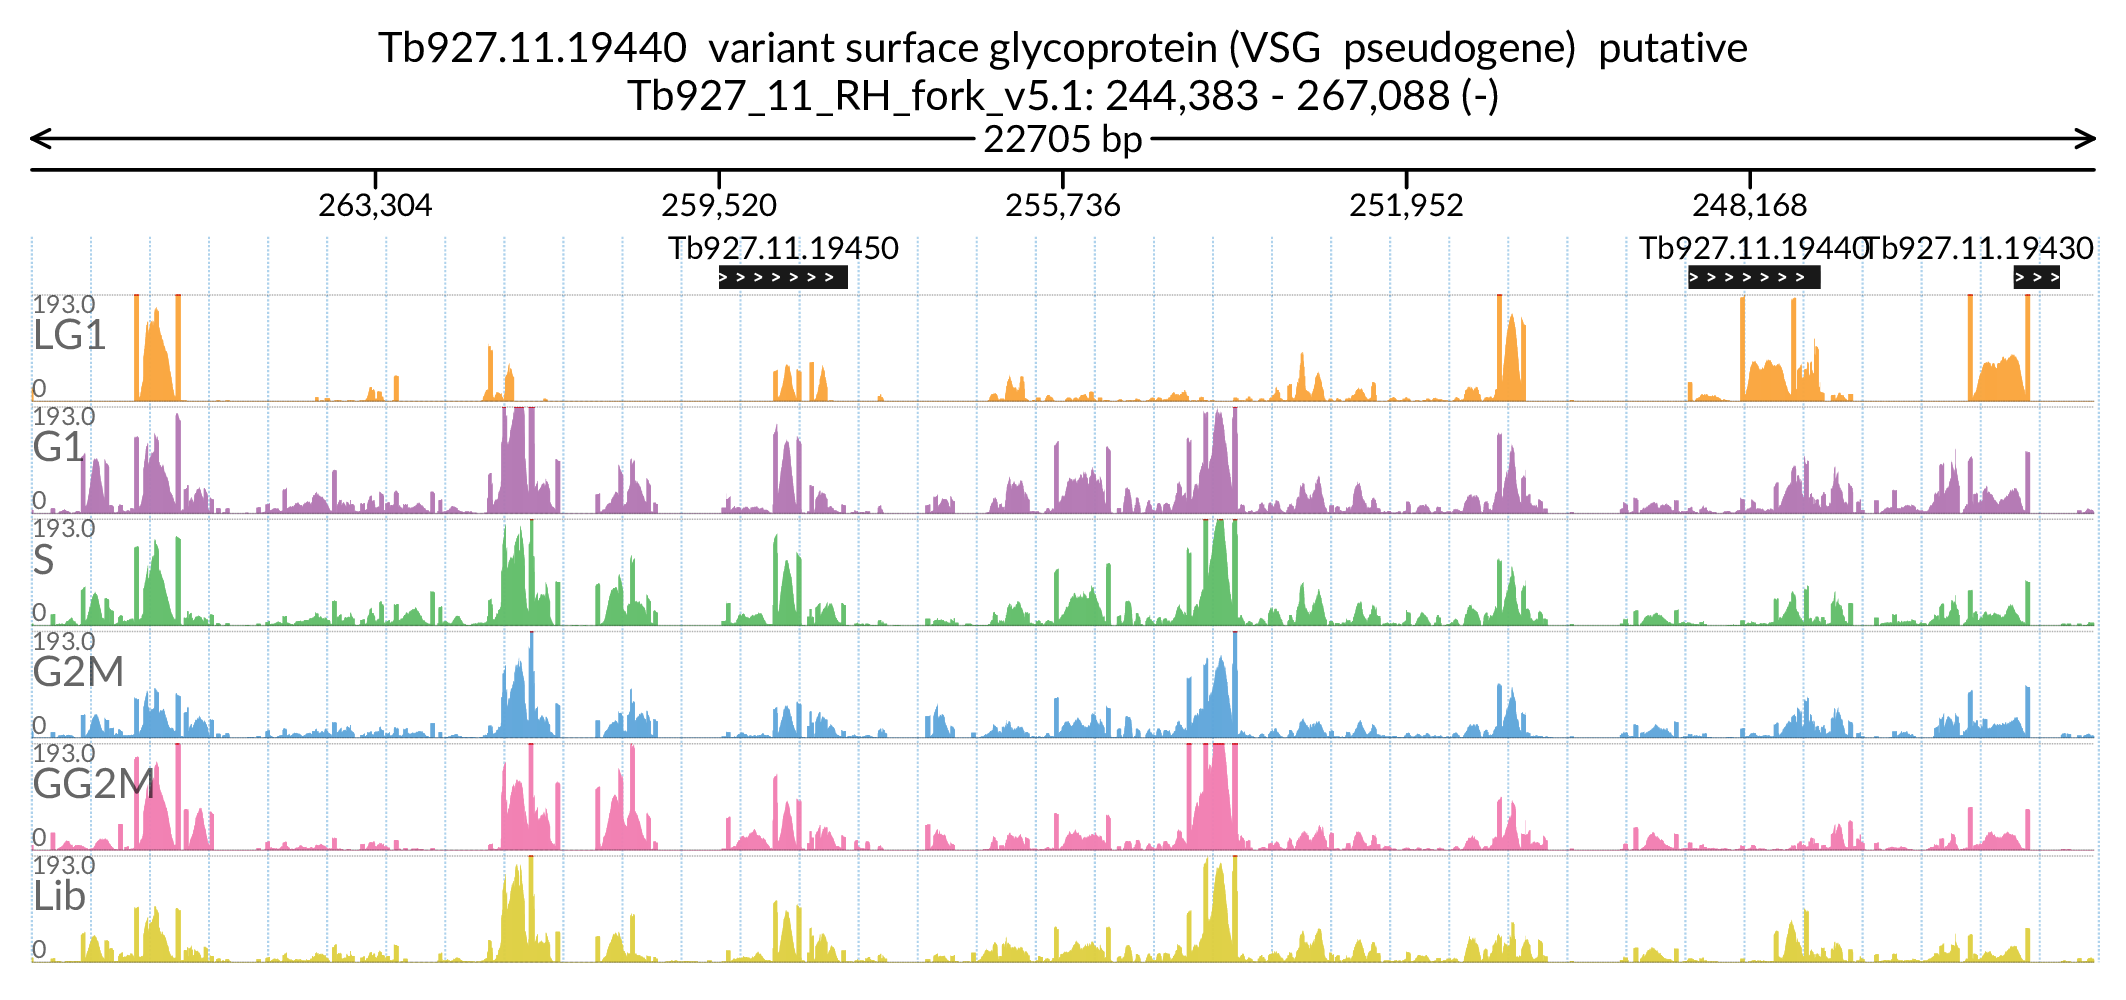 Tb927.11.19440 variant surface glycoprotein (VSG pseudogene) putative
Tb927_11_RH_fork_v5.1: 244,383 - 267,088 (-)
22705 bp
263,304 259,520 255,736 251,952 248,168
Tb927.11.19450 Tb927.11.19440 Tb927.11.19430
193.0
LG1
0
193.0
G1
0
193.0
S
0
193.0
G2M
0
193.0
GG2M
0
193.0
Lib
0